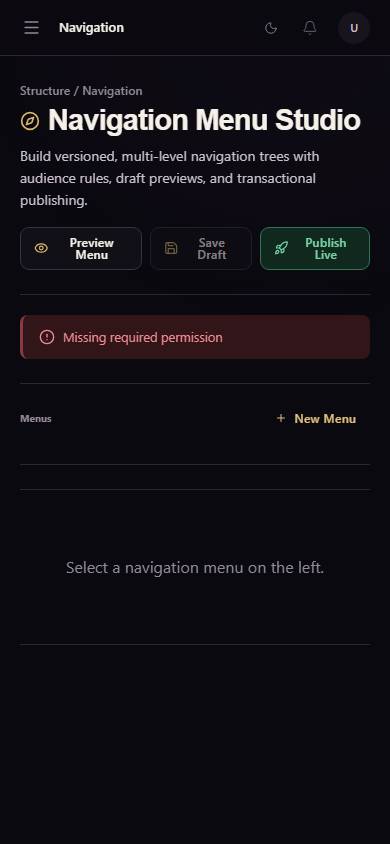 Navigation
U
Structure / Navigation
Navigation Menu Studio
Build versioned, multi-level navigation trees with
audience rules, draft previews, and transactional
publishing.
Preview
Menu
Save
Draft
Publish
Live
Missing required permission
Menus
+ New Menu
Select a navigation menu on the left.